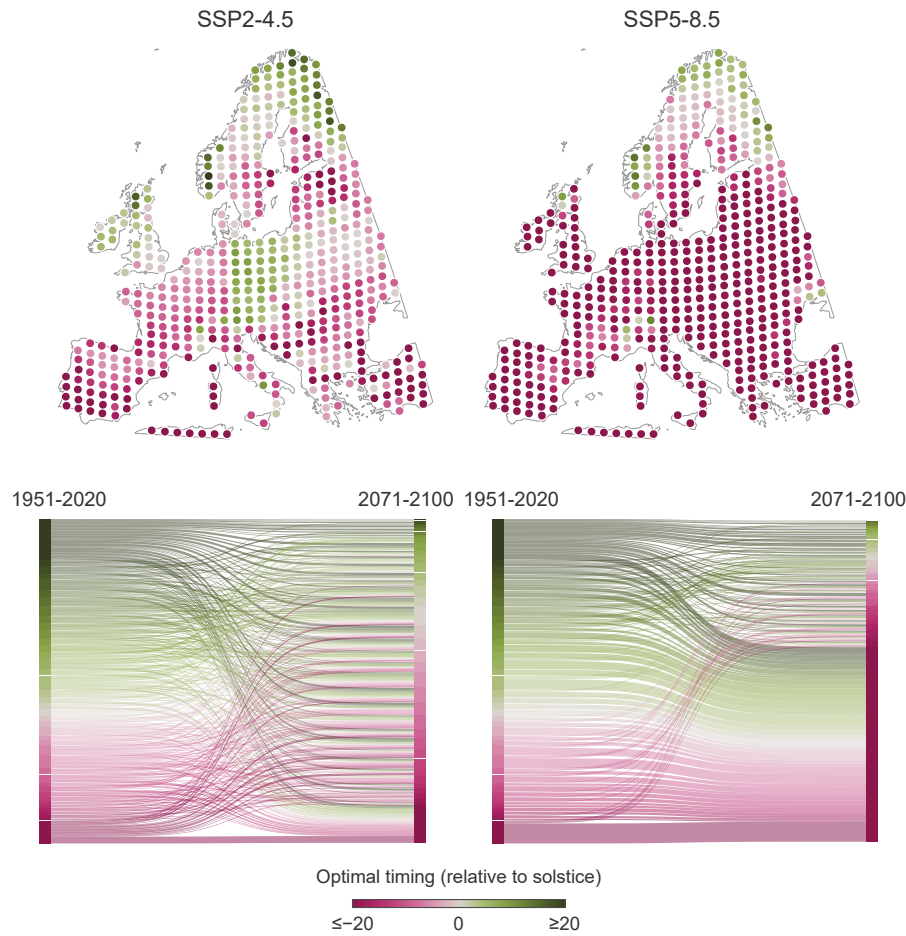 SSP2-4.5 SSP5-8.5
1951-2020 2071-2100 1951-2020 2071-2100
Optimal timing (relative to solstice)
≤−20 0 ≥20